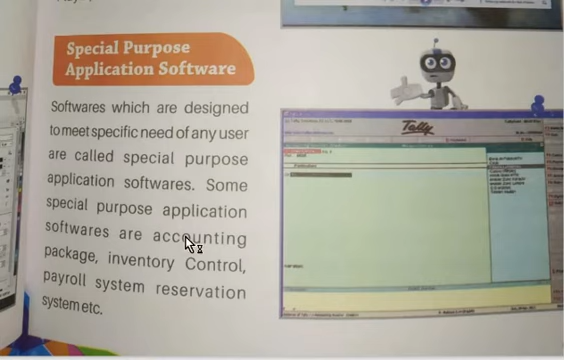 Special Purpose
Application Software
Softwares which are designed
to meet specific need of any user
are called special purpose
application softwares. Some
special purpose application
softwares are accounting
package, inventory Control,
payroll system reservation
system etc.
Tally